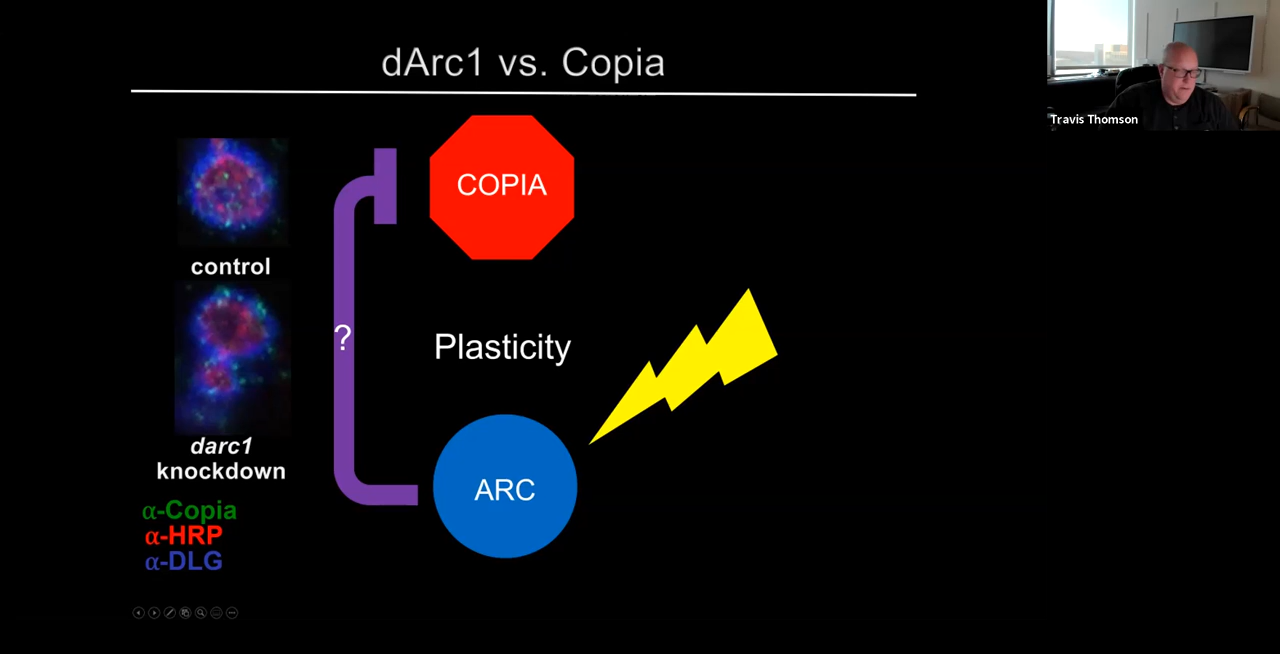 dArc1 vs. Copia
Travis Thomson
COPIA
control
?
Plasticity
darc1
knockdown
ARC
α-Copia
α-HRP
α-DLG